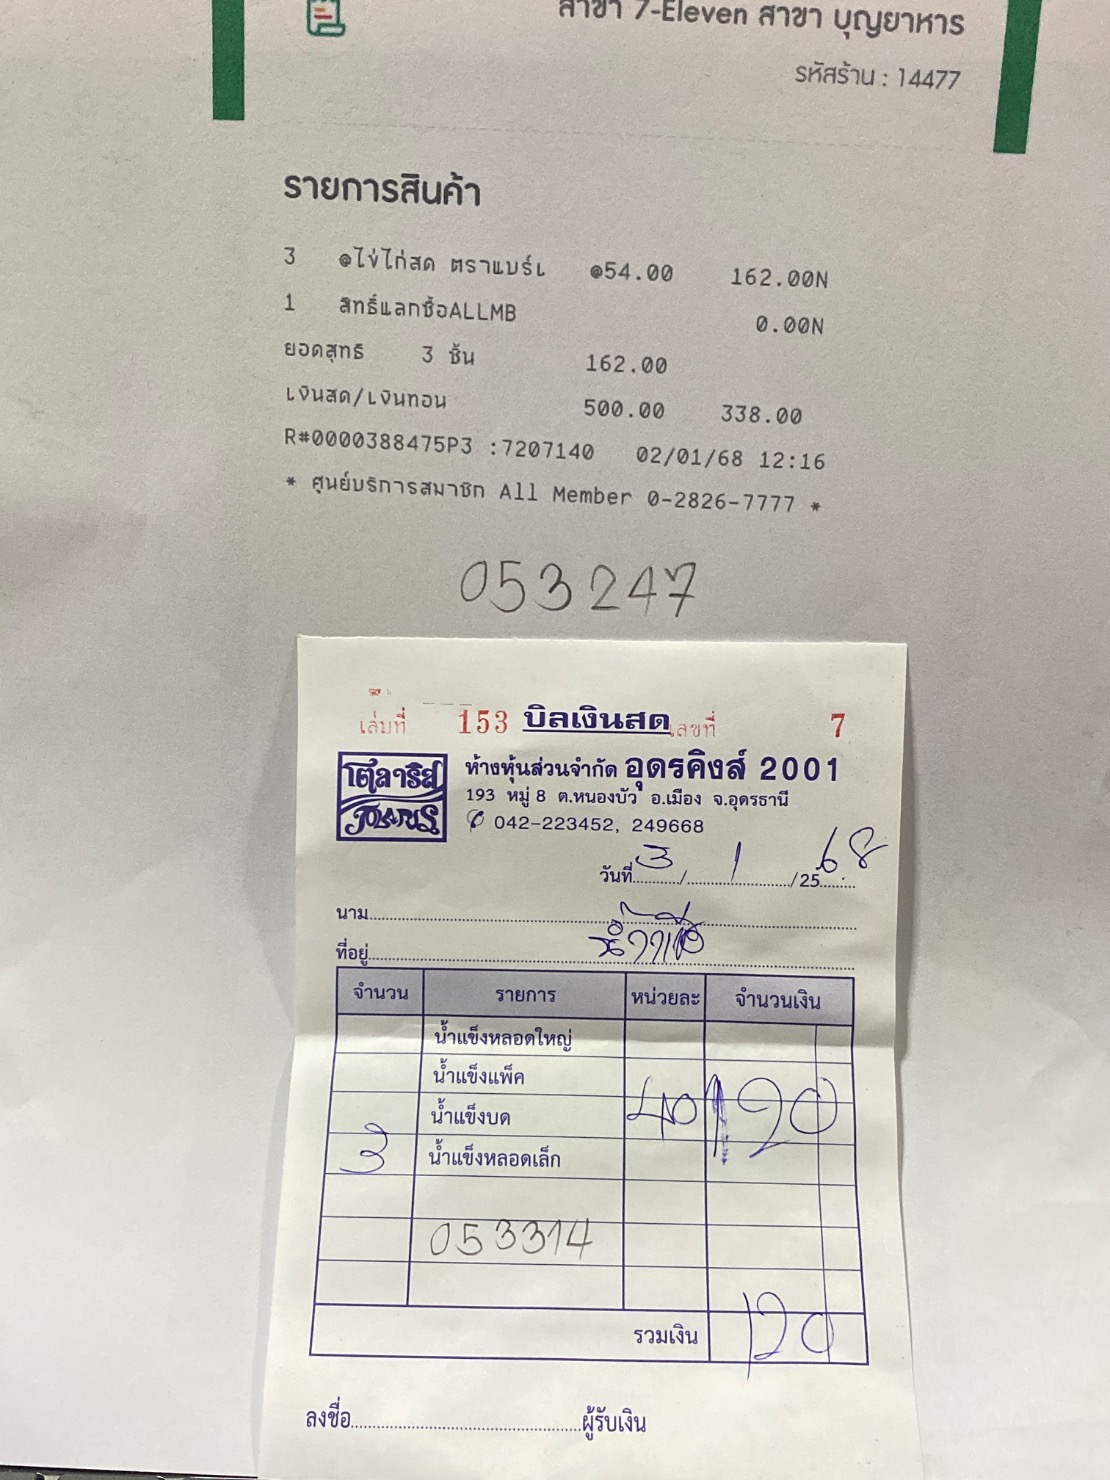 สาขา 7-Eleven สาขา บุญยาหาร
รหัสร้าน : 14477
รายการสินค้า
3 @ไข่ไก่สด ตราแบร์เ @54.00 162.00N
1 สิทธิ์แลกซื้อALLMB 0.00N
ยอดสุทธิ 3 ชิ้น 162.00
เงินสด/เงินทอน 500.00 338.00
R#0000388475P3 :7207140 02/01/68 12:16
* ศูนย์บริการสมาชิก All Member 0-2826-7777 *
053247
เล่มที่ 153 บิลเงินสด เลขที่ 7
โตลาริส
POLARIS
ห้างหุ้นส่วนจำกัด อุดรคิงส์ 2001
193 หมู่ 8 ต.หนองบัว อ.เมือง จ.อุดรธานี
042-223452, 249668
วันที่ 3 / 1 / 25 68
นาม
ที่อยู่
จำนวน รายการ หน่วยละ จำนวนเงิน
น้ำแข็งหลอดใหญ่
น้ำแข็งแพ็ค
น้ำแข็งบด 40 120
3 น้ำแข็งหลอดเล็ก
053314
รวมเงิน 120
ลงชื่อ ผู้รับเงิน